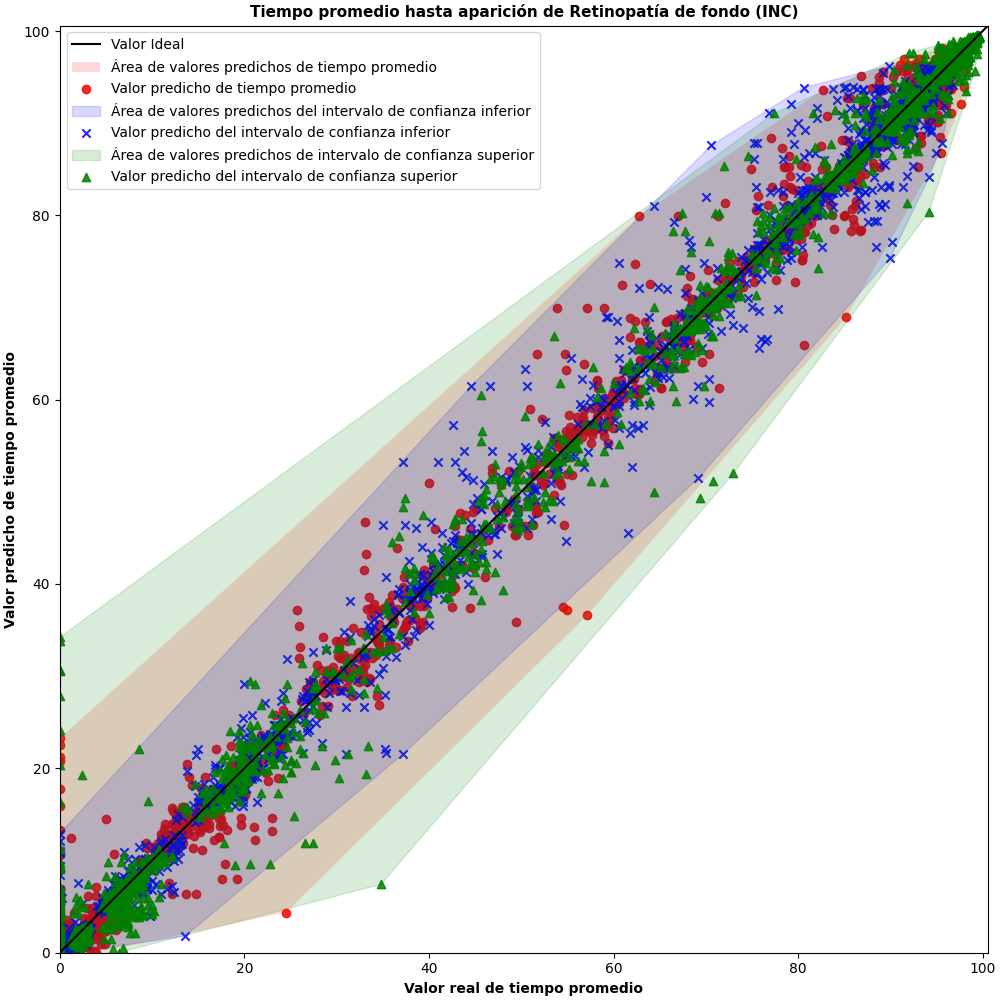 Tiempo promedio hasta aparición de Retinopatía de fondo (INC)
Valor Ideal
Área de valores predichos de tiempo promedio
Valor predicho de tiempo promedio
Área de valores predichos del intervalo de confianza inferior
Valor predicho del intervalo de confianza inferior
Área de valores predichos de intervalo de confianza superior
Valor predicho del intervalo de confianza superior
Valor predicho de tiempo promedio
100
80
60
40
20
0
0 20 40 60 80 100
Valor real de tiempo promedio